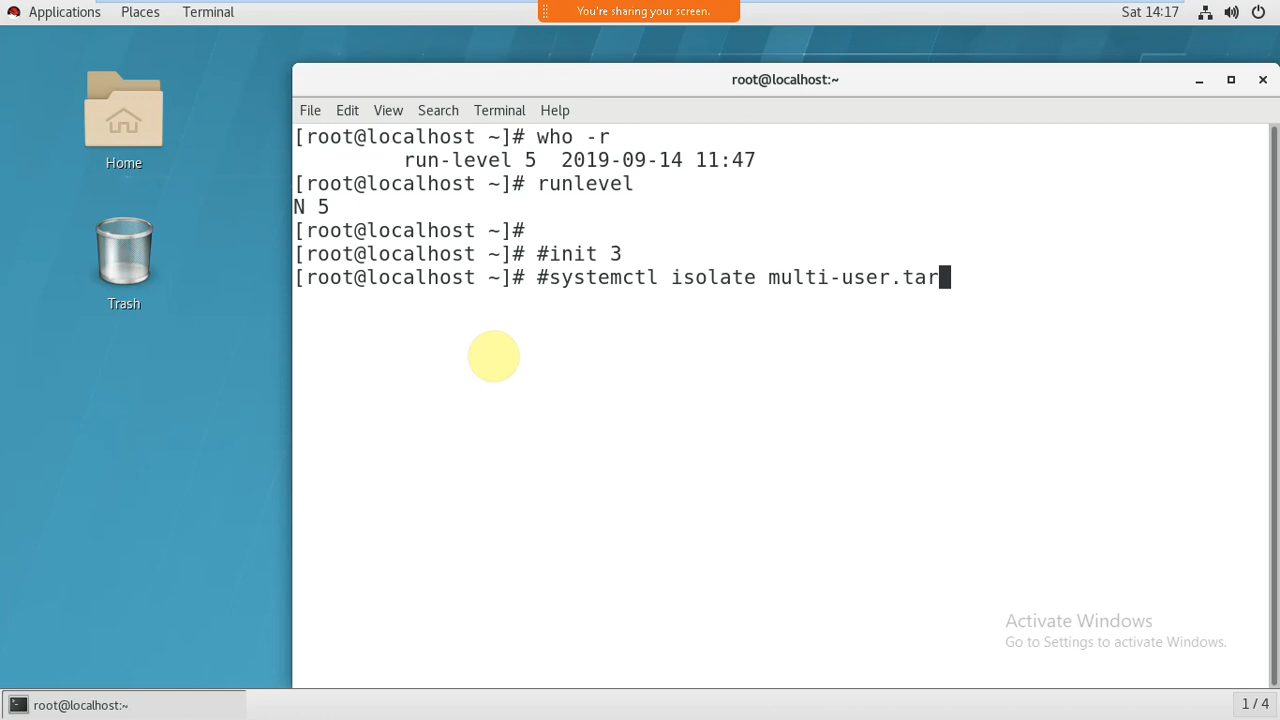 Applications Places Terminal
You're sharing your screen.
Sat 14:17
Home
Trash
root@localhost:~
File Edit View Search Terminal Help
[root@localhost ~]# who -r
run-level 5 2019-09-14 11:47
[root@localhost ~]# runlevel
N 5
[root@localhost ~]#
[root@localhost ~]# #init 3
[root@localhost ~]# #systemctl isolate multi-user.tar
Activate Windows
Go to Settings to activate Windows.
root@localhost:~
1 / 4